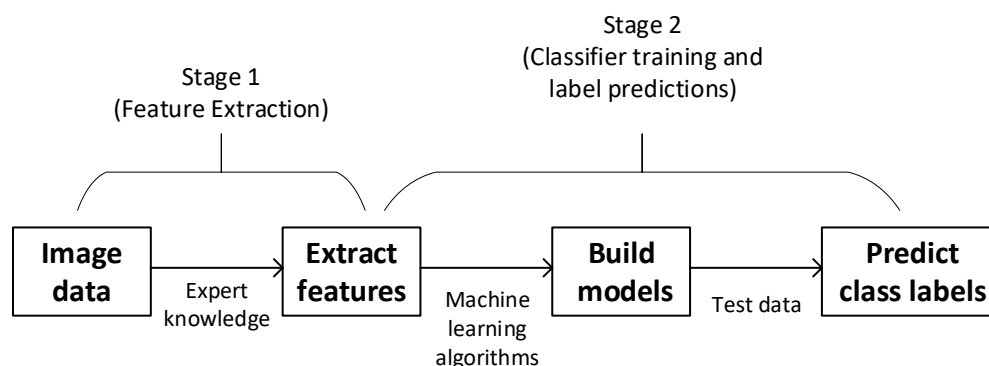 Stage 1
(Feature Extraction)
Stage 2
(Classifier training and
label predictions)
Image
data
Expert
knowledge
Extract
features
Machine
learning
algorithms
Build
models
Test data
Predict
class labels